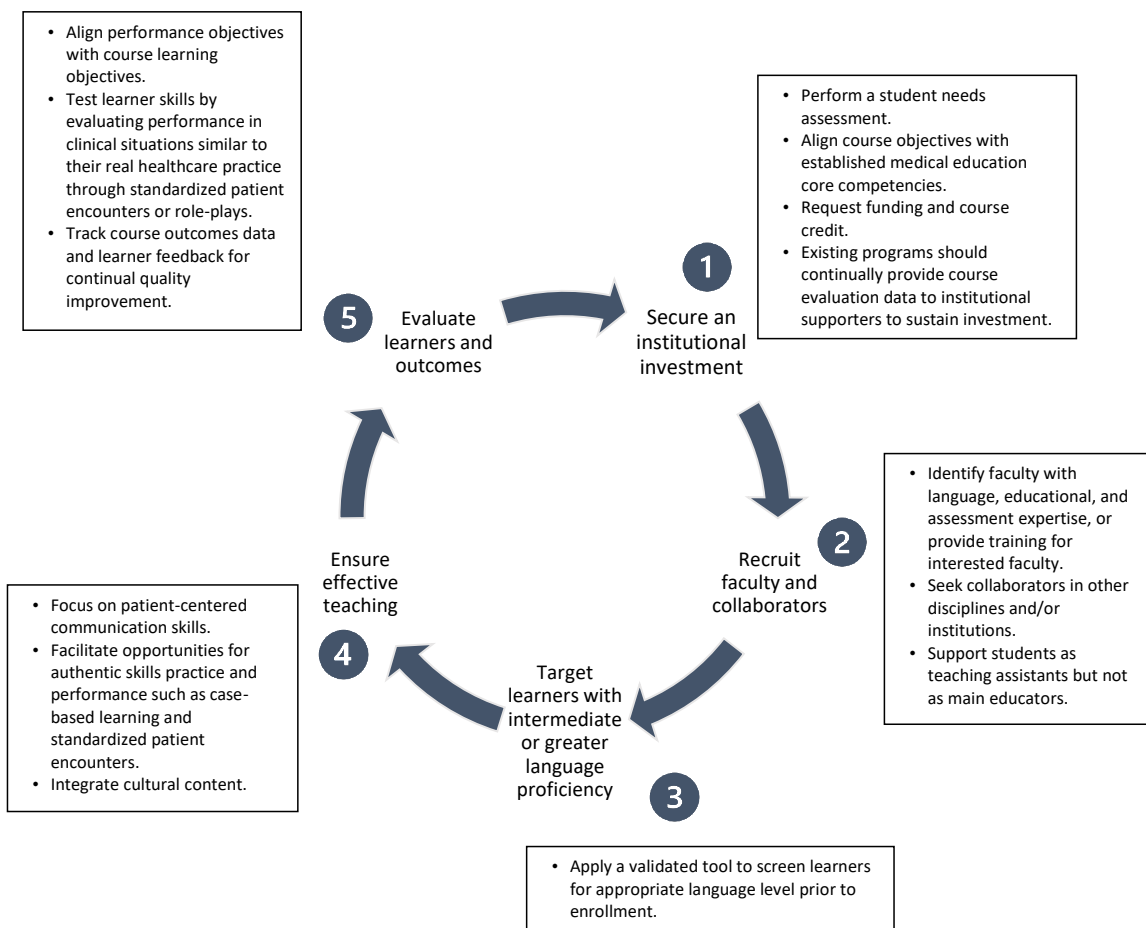 • Align performance objectives
with course learning
objectives.
• Test learner skills by
evaluating performance in
clinical situations similar to
their real healthcare practice
through standardized patient
encounters or role-plays.
• Track course outcomes data
and learner feedback for
continual quality
improvement.
• Perform a student needs
assessment.
• Align course objectives with
established medical education
core competencies.
• Request funding and course
credit.
• Existing programs should
continually provide course
evaluation data to institutional
supporters to sustain investment.
1
Secure an
institutional
investment
5
Evaluate
learners and
outcomes
• Identify faculty with
language, educational, and
assessment expertise, or
provide training for
interested faculty.
• Seek collaborators in other
disciplines and/or
institutions.
• Support students as
teaching assistants but not
as main educators.
2
Recruit
faculty and
collaborators
Ensure
effective
teaching
4
• Focus on patient-centered
communication skills.
• Facilitate opportunities for
authentic skills practice and
performance such as case-
based learning and
standardized patient
encounters.
• Integrate cultural content.
Target
learners with
intermediate
or greater
language
proficiency
3
• Apply a validated tool to screen learners
for appropriate language level prior to
enrollment.